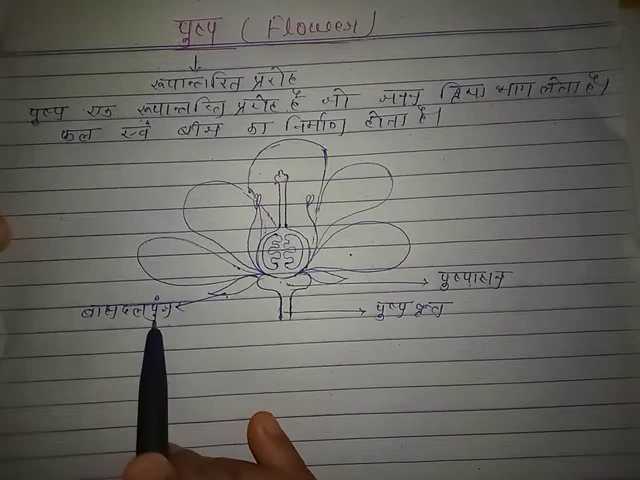 पुष्प (Flower)
रूपान्तरित प्ररोह
पुष्प एक रूपान्तरित प्ररोह है जो जनन क्रिया भाग लेता है।
फल एवं बीज का निर्माण होता है।
पुष्पासन
बाह्यदलपुंज
पुष्प वृन्त